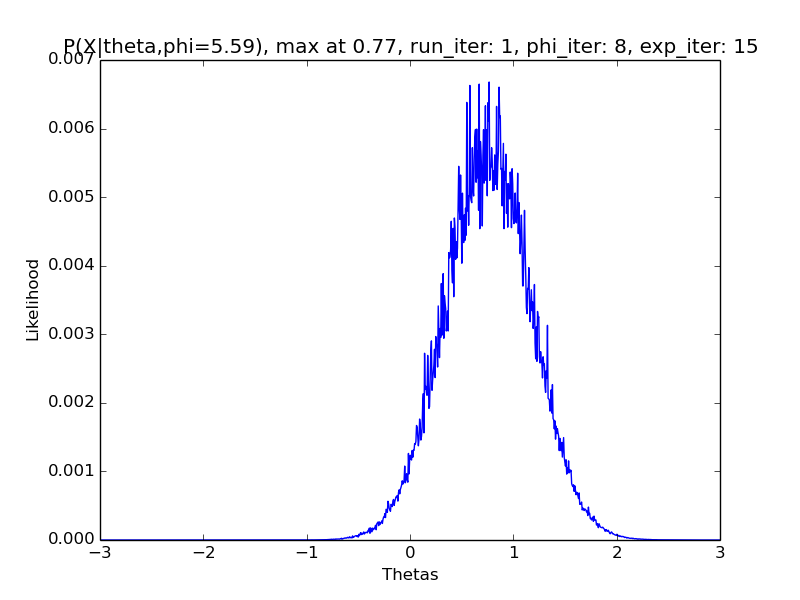 P(X|theta,phi=5.59), max at 0.77, run_iter: 1, phi_iter: 8, exp_iter: 15
0.007
0.006
0.005
0.004
0.003
0.002
0.001
0.000
Likelihood
−3 −2 −1 0 1 2 3
Thetas